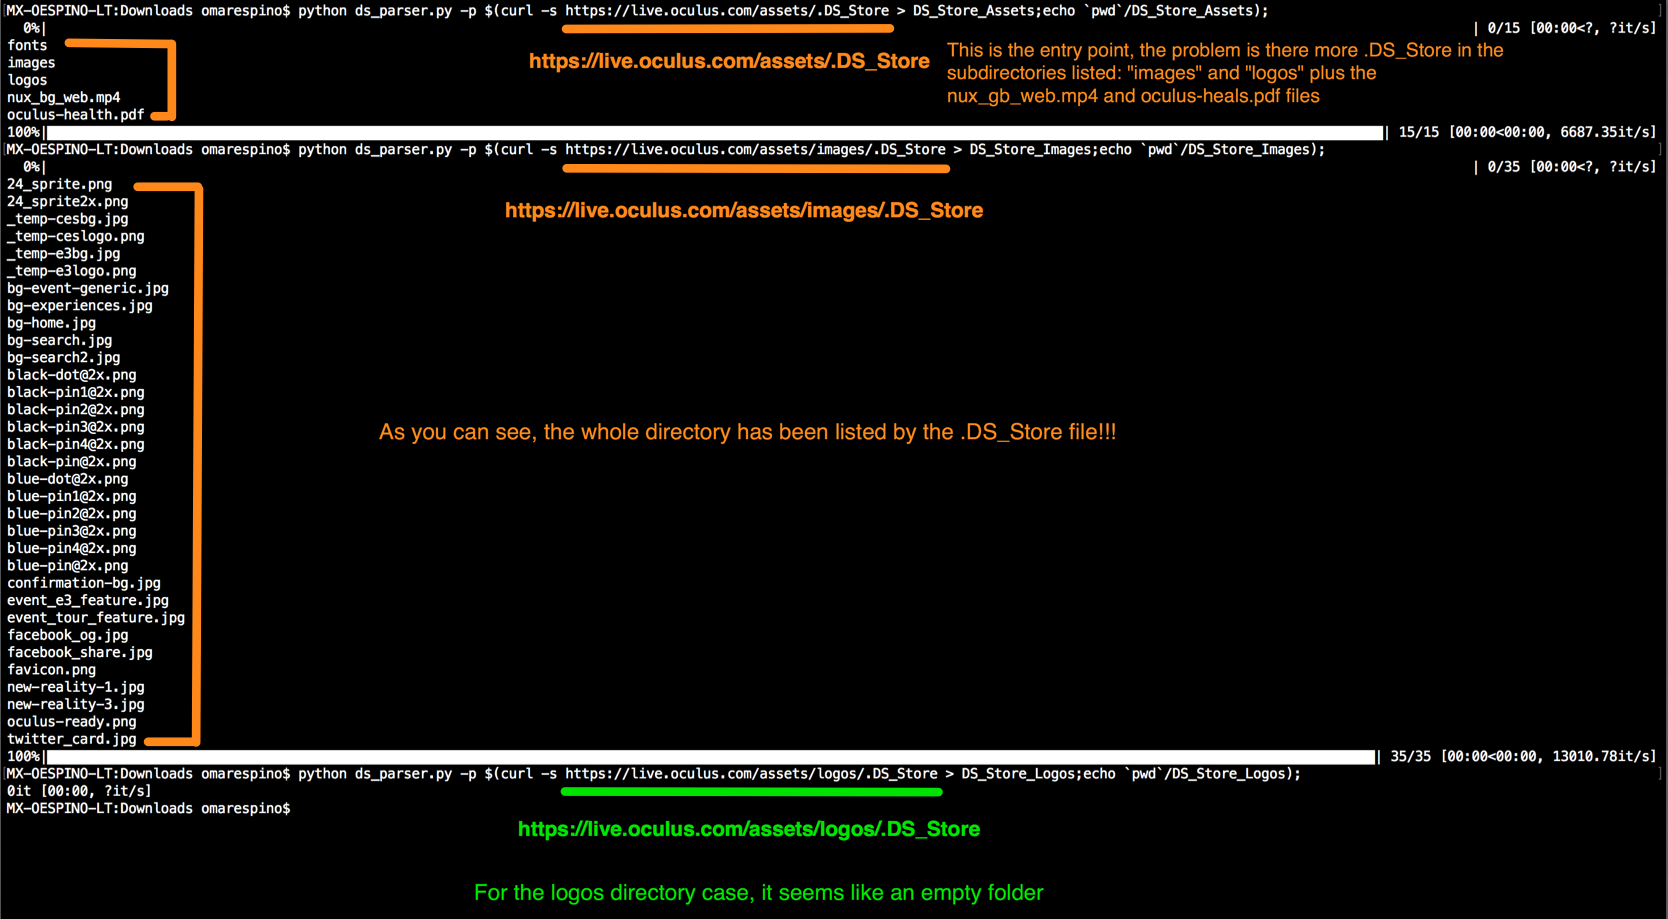 MX-OESPINO-LT:Downloads omarespino$ python ds_parser.py -p $(curl -s https://live.oculus.com/assets/.DS_Store > DS_Store_Assets;echo `pwd`/DS_Store_Assets);
0%| | 0/15 [00:00<?, ?it/s]
fonts
images
logos
nux_bg_web.mp4
oculus-health.pdf
https://live.oculus.com/assets/.DS_Store
This is the entry point, the problem is there more .DS_Store in the
subdirectories listed: "images" and "logos" plus the
nux_gb_web.mp4 and oculus-heals.pdf files
100%| | 15/15 [00:00<00:00, 6687.35it/s]
MX-OESPINO-LT:Downloads omarespino$ python ds_parser.py -p $(curl -s https://live.oculus.com/assets/images/.DS_Store > DS_Store_Images;echo `pwd`/DS_Store_Images);
0%| | 0/35 [00:00<?, ?it/s]
24_sprite.png
24_sprite2x.png
_temp-cesbg.jpg
_temp-ceslogo.png
_temp-e3bg.jpg
_temp-e3logo.png
bg-event-generic.jpg
bg-experiences.jpg
bg-home.jpg
bg-search.jpg
bg-search2.jpg
black-dot@2x.png
black-pin1@2x.png
black-pin2@2x.png
black-pin3@2x.png
black-pin4@2x.png
black-pin@2x.png
blue-dot@2x.png
blue-pin1@2x.png
blue-pin2@2x.png
blue-pin3@2x.png
blue-pin4@2x.png
blue-pin@2x.png
confirmation-bg.jpg
event_e3_feature.jpg
event_tour_feature.jpg
facebook_og.jpg
facebook_share.jpg
favicon.png
new-reality-1.jpg
new-reality-3.jpg
oculus-ready.png
twitter_card.jpg
https://live.oculus.com/assets/images/.DS_Store
As you can see, the whole directory has been listed by the .DS_Store file!!!
100%| | 35/35 [00:00<00:00, 13010.78it/s]
MX-OESPINO-LT:Downloads omarespino$ python ds_parser.py -p $(curl -s https://live.oculus.com/assets/logos/.DS_Store > DS_Store_Logos;echo `pwd`/DS_Store_Logos);
0it [00:00, ?it/s]
MX-OESPINO-LT:Downloads omarespino$
https://live.oculus.com/assets/logos/.DS_Store
For the logos directory case, it seems like an empty folder